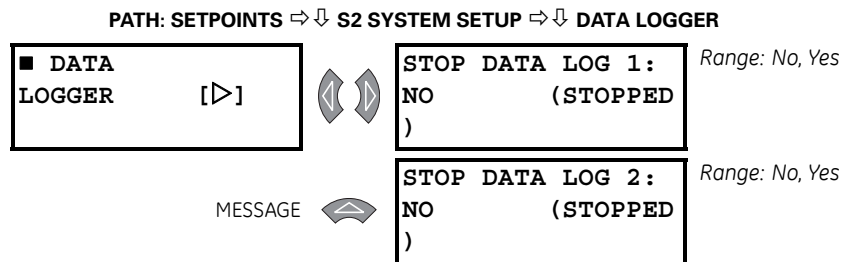 PATH: SETPOINTS ⇨⇩ S2 SYSTEM SETUP ⇨⇩ DATA LOGGER
■ DATA
LOGGER [▷]
STOP DATA LOG 1:
NO (STOPPED
)
Range: No, Yes
MESSAGE
STOP DATA LOG 2:
NO (STOPPED
)
Range: No, Yes